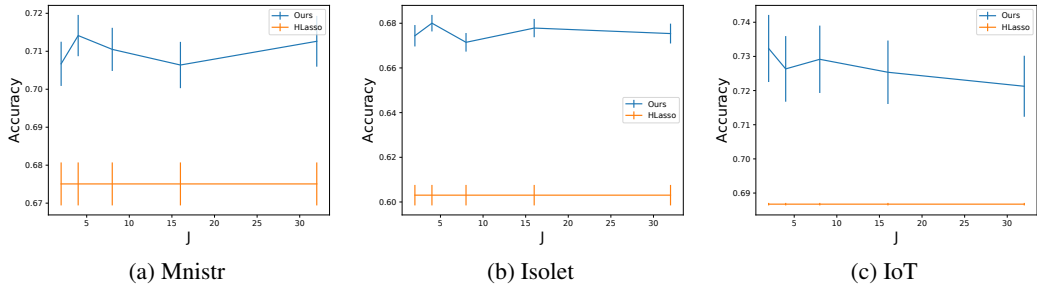 0.72
0.71
0.70
0.69
0.68
0.67
Accuracy
5 10 15 20 25 30
J
Ours
HLasso
(a) Mnistr
0.68
0.66
0.64
0.62
0.60
Accuracy
5 10 15 20 25 30
J
Ours
HLasso
(b) Isolet
0.74
0.73
0.72
0.71
0.70
0.69
Accuracy
5 10 15 20 25 30
J
Ours
HLasso
(c) IoT